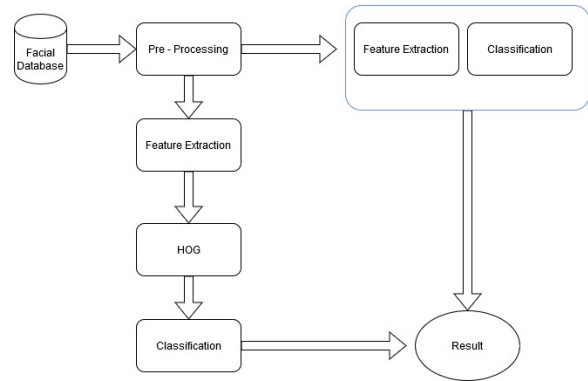 Facial
Database
Pre - Processing
Feature Extraction
Classification
Feature Extraction
HOG
Classification
Result